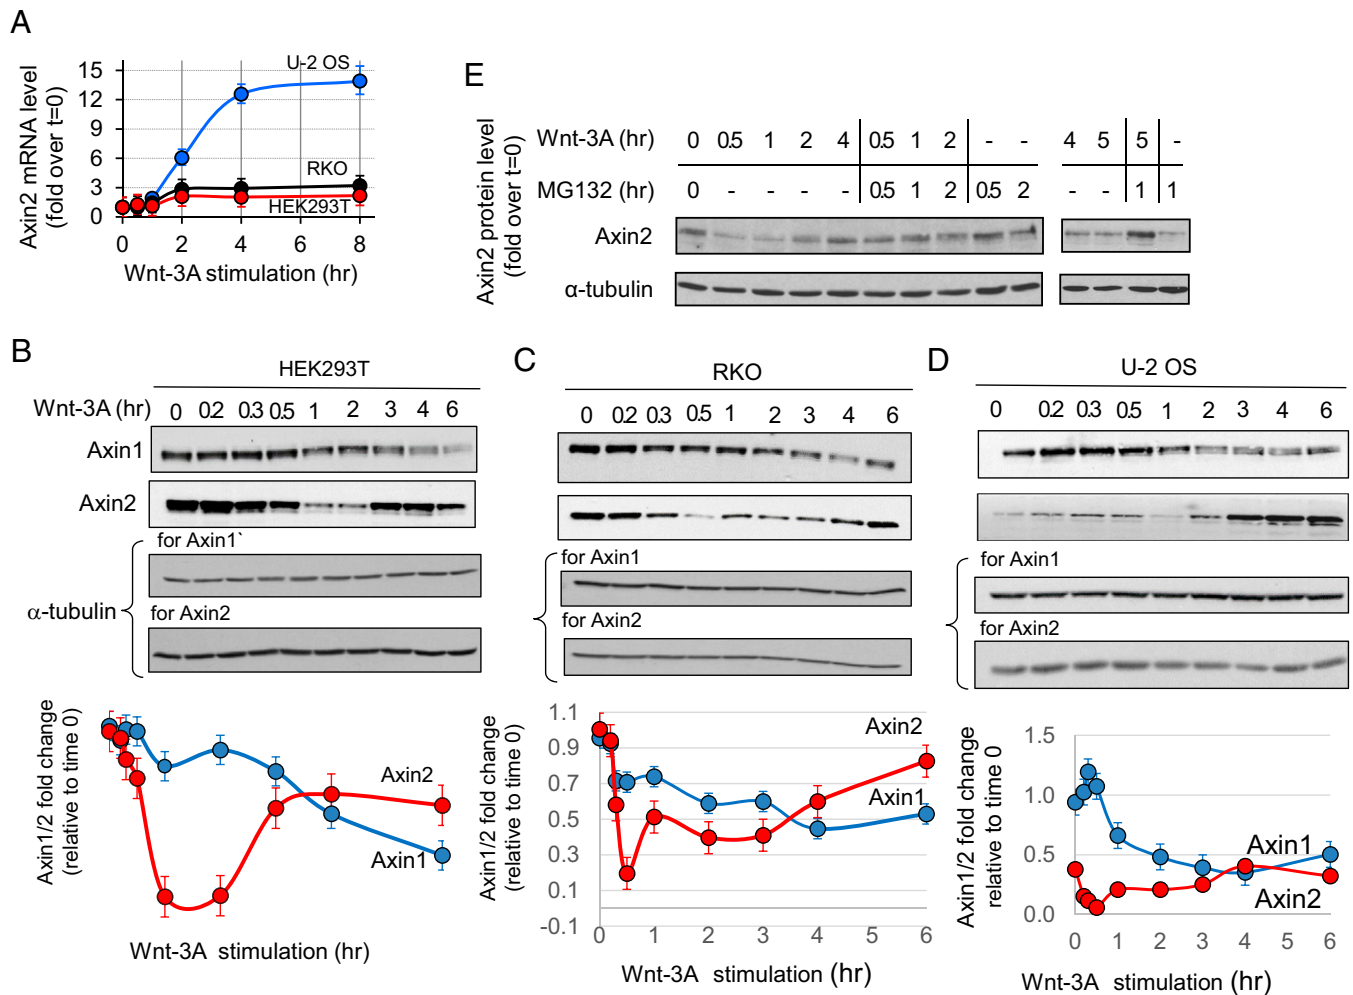 A
Axin2 mRNA level
(fold over t=0)
15
12
9
6
3
0
U-2 OS
RKO
HEK293T
0 2 4 6 8
Wnt-3A stimulation (hr)
E
Axin2 protein level
(fold over t=0)
Wnt-3A (hr) 0 0.5 1 2 4 0.5 1 2 - - 4 5 5 -
MG132 (hr) 0 - - - - 0.5 1 2 0.5 2 - - 1 1
Axin2
α-tubulin
B
HEK293T
Wnt-3A (hr) 0 0.2 0.3 0.5 1 2 3 4 6
Axin1
Axin2
for Axin1`
α-tubulin
for Axin2
Axin1/2 fold change
(relative to time 0)
Axin2
Axin1
Wnt-3A stimulation (hr)
C
RKO
0 0.2 0.3 0.5 1 2 3 4 6
for Axin1
for Axin2
Axin1/2 fold change
(relative to time 0)
1.1
0.9
0.7
0.5
0.3
0.1
-0.1
Axin2
Axin1
0 1 2 3 4 5 6
Wnt-3A stimulation (hr)
D
U-2 OS
0 0.2 0.3 0.5 1 2 3 4 6
for Axin1
for Axin2
Axin1/2 fold change
relative to time 0
1.5
1.0
0.5
0.0
Axin1
Axin2
0 1 2 3 4 5 6
Wnt-3A stimulation (hr)